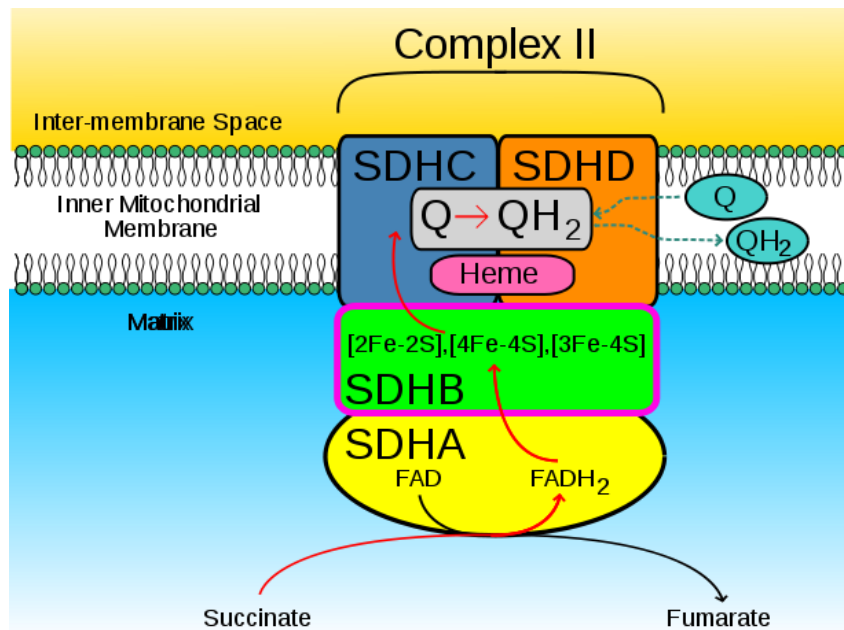 Complex II
Inter-membrane Space
SDHC
SDHD
Inner Mitochondrial
Membrane
Q → QH₂
Q
QH₂
Heme
Matrix
[2Fe-2S],[4Fe-4S],[3Fe-4S]
SDHB
SDHA
FAD
FADH₂
Succinate
Fumarate